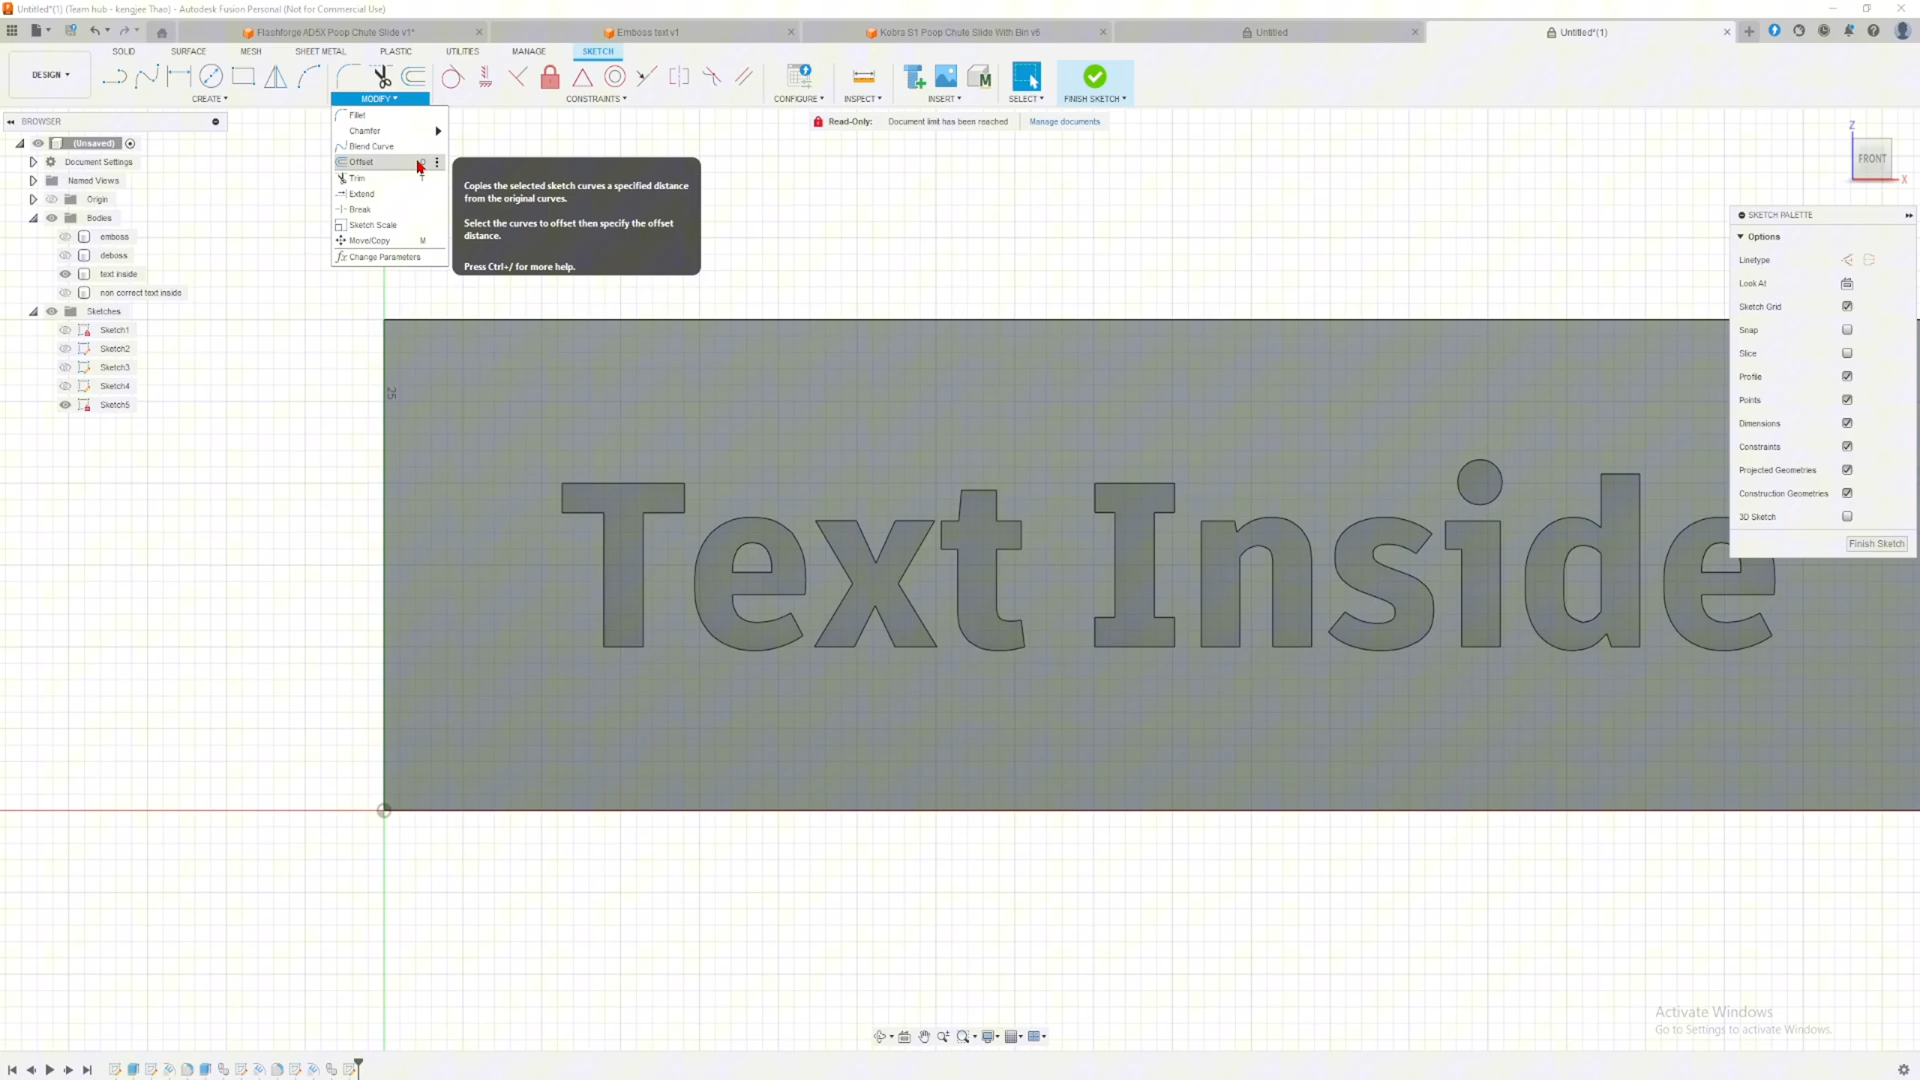 Untitled*(1) (Team hub - kengjee Thao) - Autodesk Fusion Personal (Not for Commercial Use)
Flashforge AD5X Poop Chute Slide v1*
Emboss text v1
Kobra S1 Poop Chute Slide With Bin v6
Untitled
Untitled*(1)
SOLID
SURFACE
MESH
SHEET METAL
PLASTIC
UTILITIES
MANAGE
SKETCH
DESIGN
CREATE
MODIFY
CONSTRAINTS
CONFIGURE
INSPECT
INSERT
SELECT
FINISH SKETCH
BROWSER
Read-Only: Document limit has been reached
Manage documents
(Unsaved)
Document Settings
Named Views
Origin
Bodies
emboss
deboss
text inside
non correct text inside
Sketches
Sketch1
Sketch2
Sketch3
Sketch4
Sketch5
Fillet
Chamfer
Blend Curve
Offset
Trim T
Extend
Break
Sketch Scale
Move/Copy M
Change Parameters
Copies the selected sketch curves a specified distance
from the original curves.
Select the curves to offset then specify the offset
distance.
Press Ctrl+/ for more help.
Z
FRONT
X
SKETCH PALETTE
Options
Linetype
Look At
Sketch Grid
Snap
Slice
Profile
Points
Dimensions
Constraints
Projected Geometries
Construction Geometries
3D Sketch
Finish Sketch
25
Text Inside
Activate Windows
Go to Settings to activate Windows.